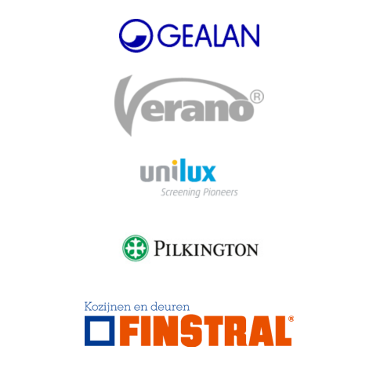 GEALAN
Verano®
unilux
Screening Pioneers
PILKINGTON
Kozijnen en deuren
FINSTRAL®